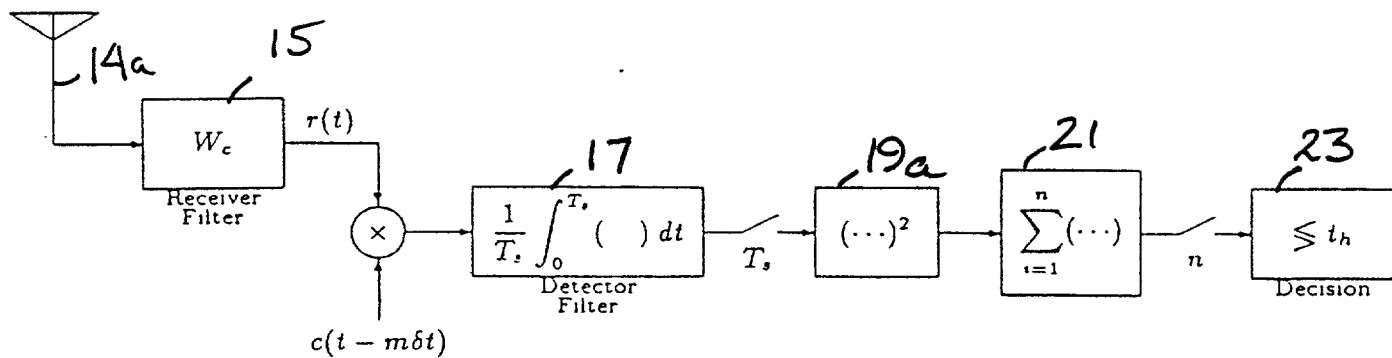 14a
15
W_c
r(t)
Receiver
Filter
×
c(t − mδt)
17
1/T_s ∫_0^{T_s} ( ) dt
Detector
Filter
T_s
19a
(⋯)^2
21
∑_{i=1}^{n} (⋯)
n
23
≶ t_h
Decision